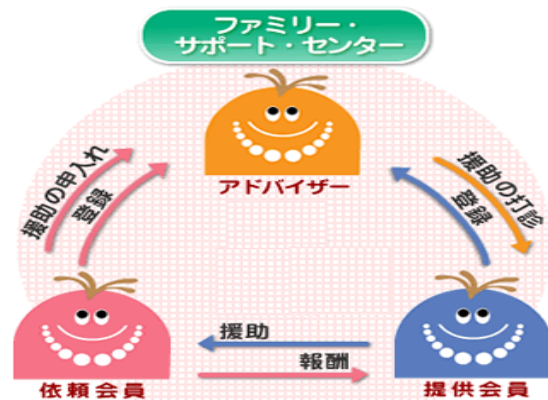 ファミリー・
サポート・センター
アドバイザー
援助の申入れ
登録
援助の打診
登録
援助
報酬
依頼会員
提供会員